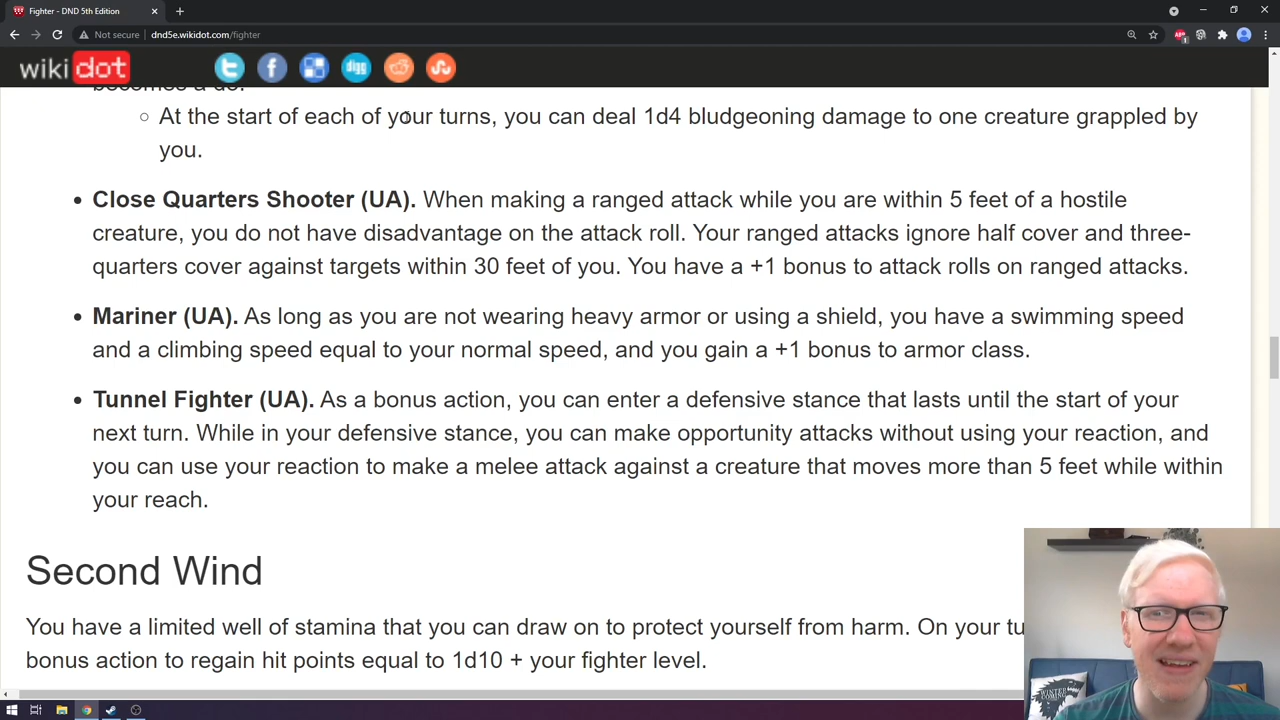 Fighter - DND 5th Edition
Not secure | dnd5e.wikidot.com/fighter
wikidot
digg
At the start of each of your turns, you can deal 1d4 bludgeoning damage to one creature grappled by
you.
Close Quarters Shooter (UA). When making a ranged attack while you are within 5 feet of a hostile
creature, you do not have disadvantage on the attack roll. Your ranged attacks ignore half cover and three-
quarters cover against targets within 30 feet of you. You have a +1 bonus to attack rolls on ranged attacks.
Mariner (UA). As long as you are not wearing heavy armor or using a shield, you have a swimming speed
and a climbing speed equal to your normal speed, and you gain a +1 bonus to armor class.
Tunnel Fighter (UA). As a bonus action, you can enter a defensive stance that lasts until the start of your
next turn. While in your defensive stance, you can make opportunity attacks without using your reaction, and
you can use your reaction to make a melee attack against a creature that moves more than 5 feet while within
your reach.
Second Wind
You have a limited well of stamina that you can draw on to protect yourself from harm. On your tu
bonus action to regain hit points equal to 1d10 + your fighter level.
WINTER
COMING